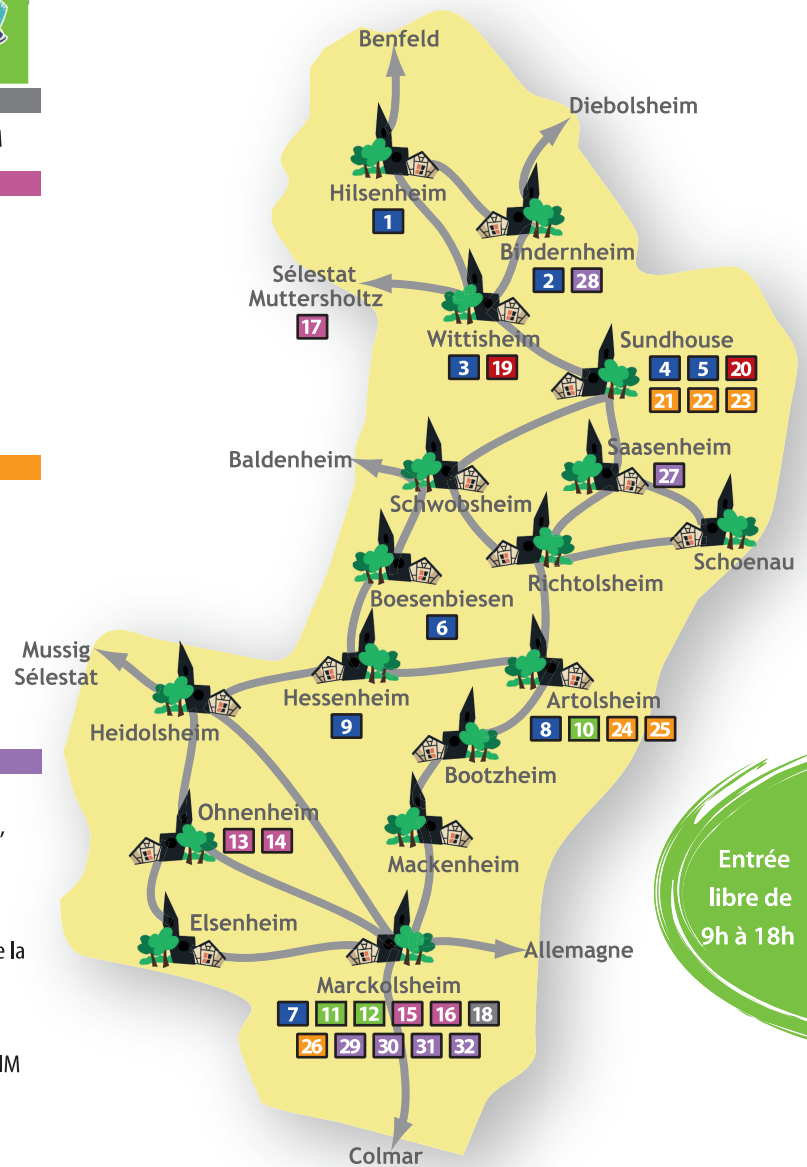 Benfeld
Diebolsheim
Hilsenheim
1
Bindernheim
2 28
Sélestat
Muttersholtz
17
Wittisheim
3 19
Sundhouse
4 5 20
21 22 23
Baldenheim
Schwobsheim
Saasenheim
27
Schoenau
Richtolsheim
Boesenbiesen
6
Mussig
Sélestat
Heidolsheim
Hessenheim
9
Artolsheim
8 10 24 25
Bootzheim
Ohnenheim
13 14
Mackenheim
Elsenheim
Allemagne
Marckolsheim
7 11 12 15 16 18
26 29 30 31 32
Colmar
Entrée
libre de
9h à 18h
e la
IM